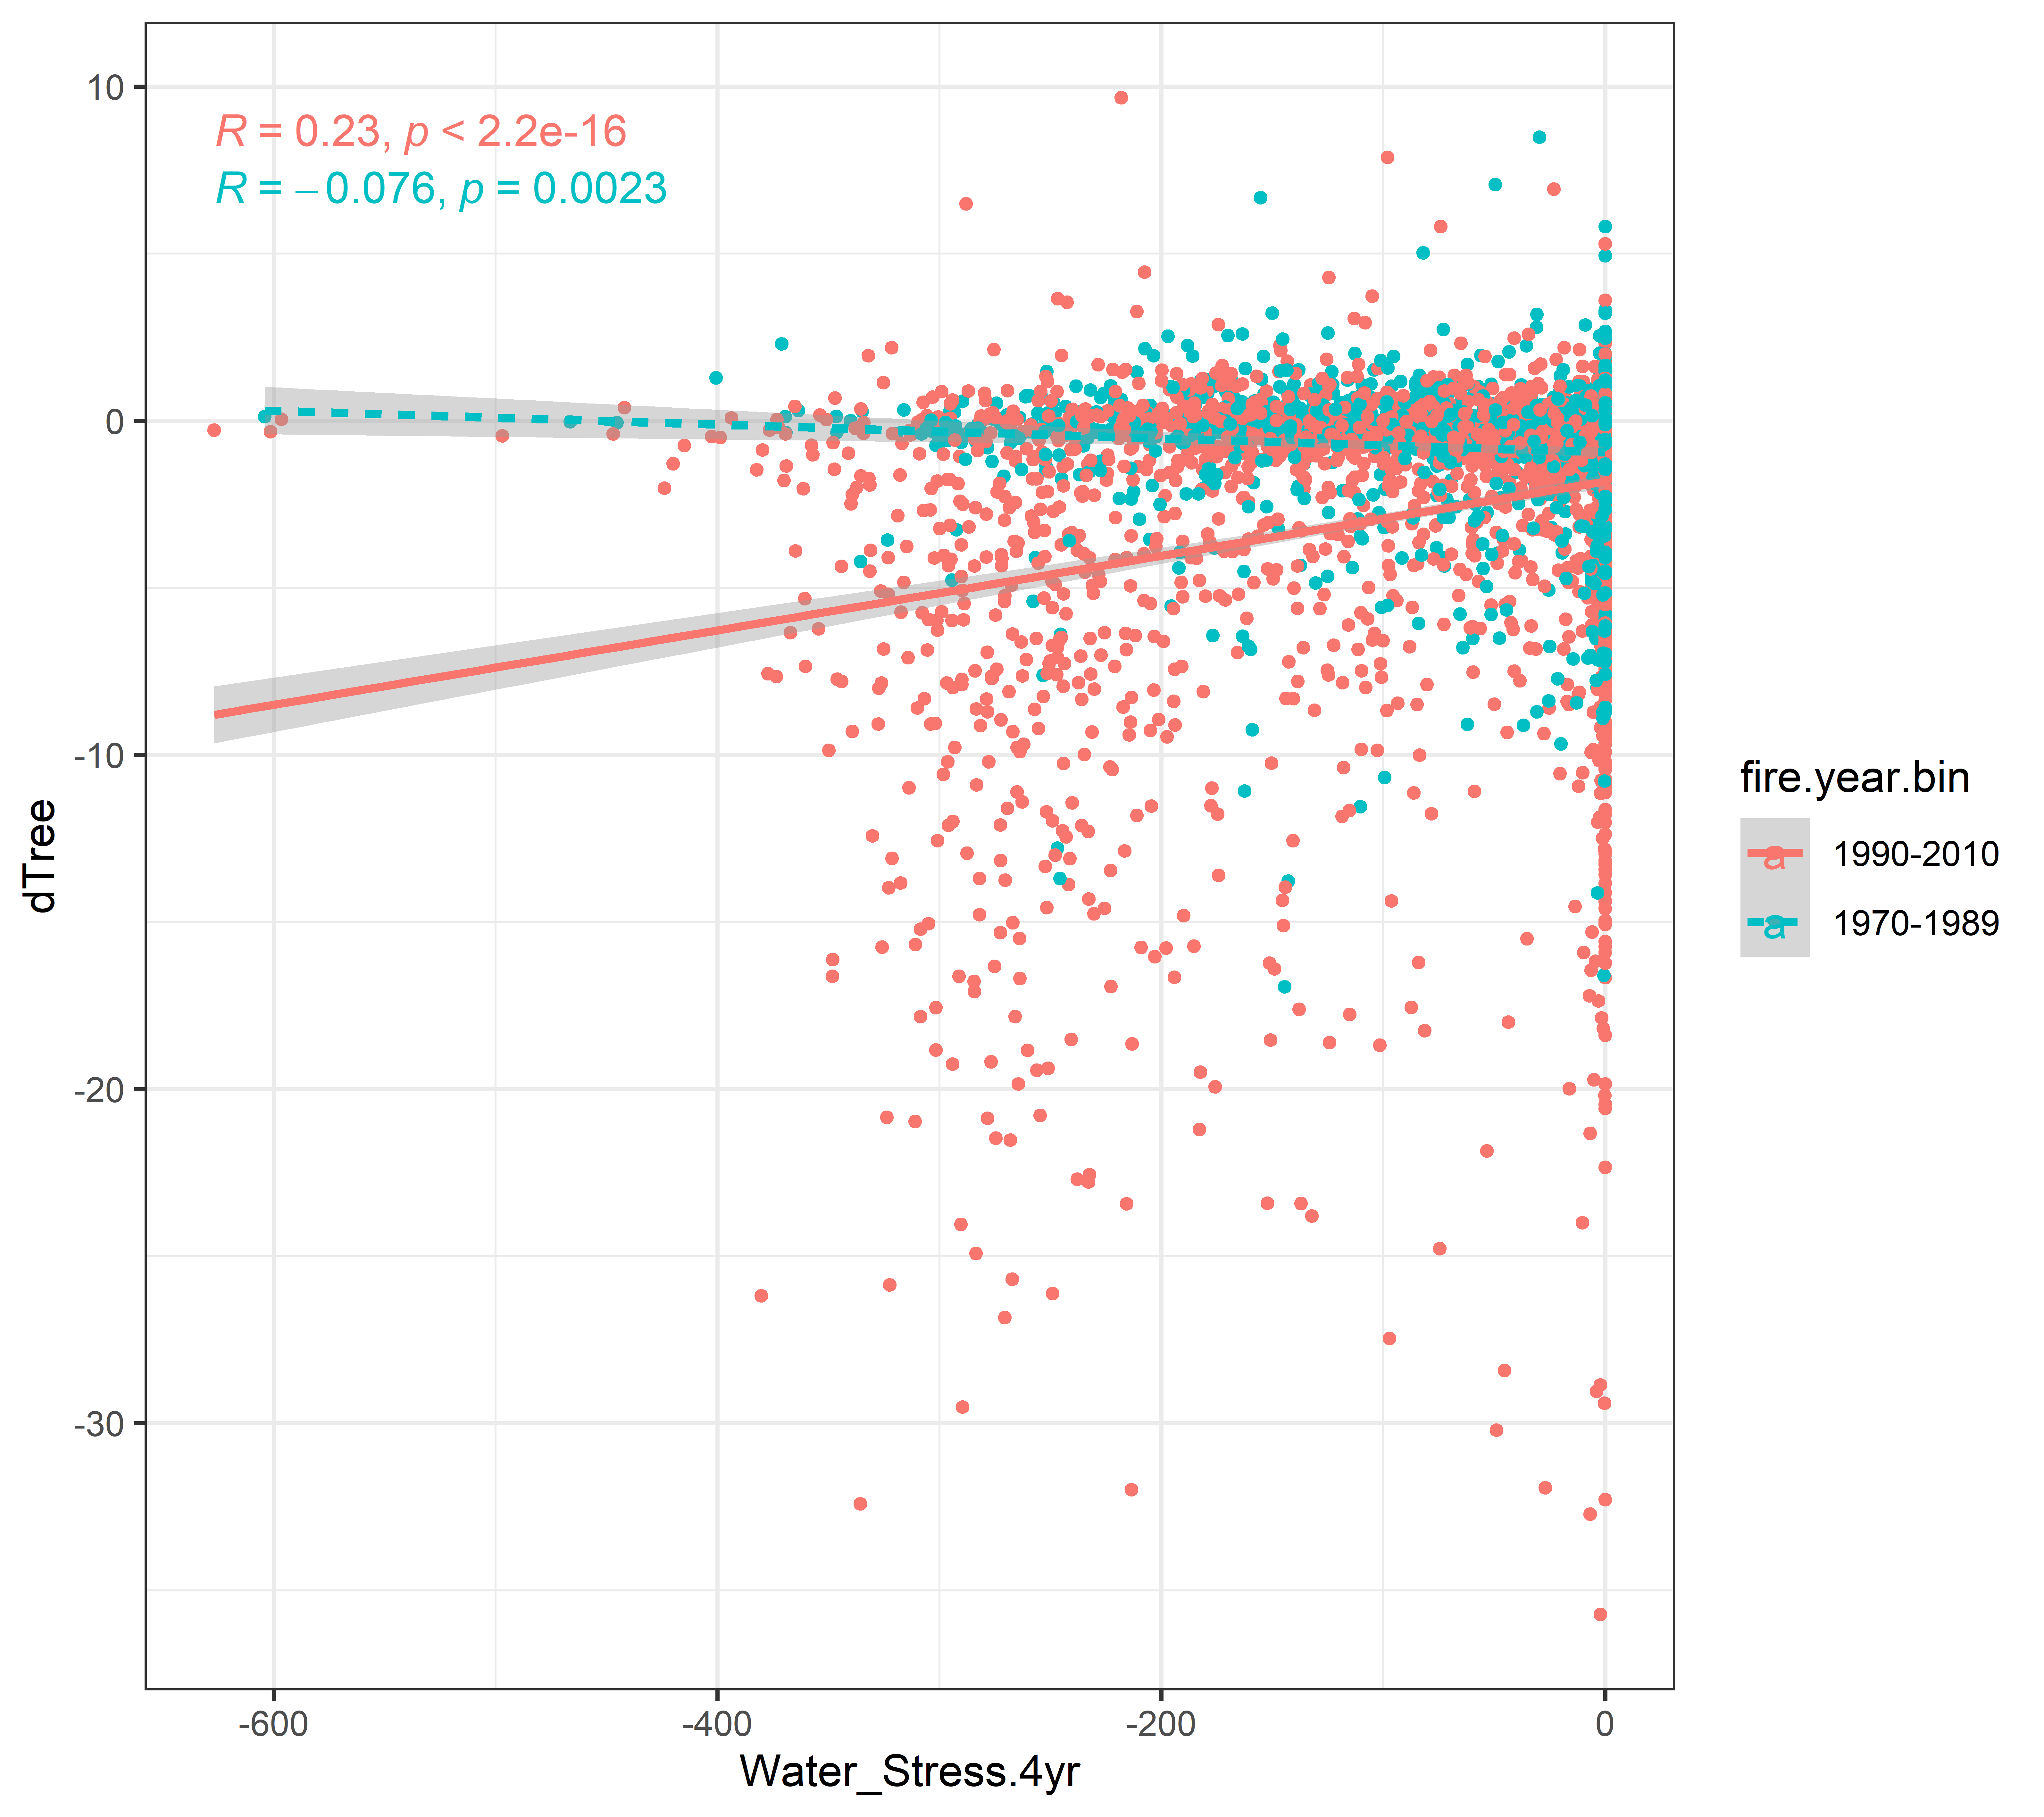 10
0
-10
-20
-30
dTree
R = 0.23, p < 2.2e-16
R = −0.076, p = 0.0023
-600
-400
-200
0
Water_Stress.4yr
fire.year.bin
a 1990-2010
a 1970-1989